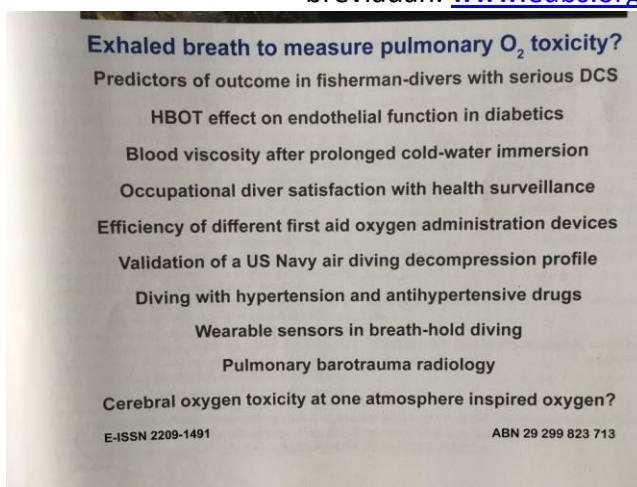 Exhaled breath to measure pulmonary O₂ toxicity?
Predictors of outcome in fisherman-divers with serious DCS
HBOT effect on endothelial function in diabetics
Blood viscosity after prolonged cold-water immersion
Occupational diver satisfaction with health surveillance
Efficiency of different first aid oxygen administration devices
Validation of a US Navy air diving decompression profile
Diving with hypertension and antihypertensive drugs
Wearable sensors in breath-hold diving
Pulmonary barotrauma radiology
Cerebral oxygen toxicity at one atmosphere inspired oxygen?
E-ISSN 2209-1491 ABN 29 299 823 713